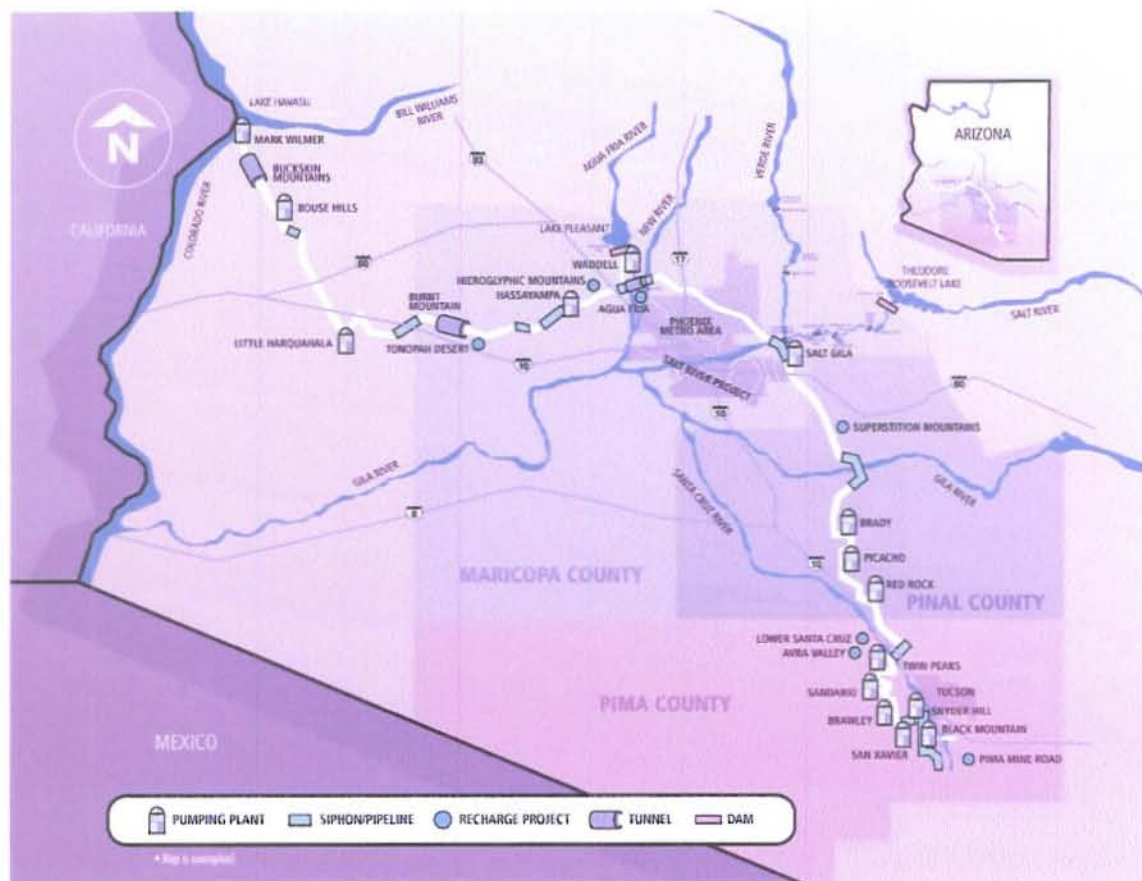 LAKE HAVASU
BILL WILLIAMS
RIVER
MARK WILMER
BUCKSKIN
MOUNTAINS
COLORADO RIVER
BOUSE HILLS
CALIFORNIA
N
93
AGUA FRIA RIVER
NEW RIVER
VERDE RIVER
ARIZONA
LAKE PLEASANT
WADDELL
17
HIEROGLYPHIC MOUNTAINS
HASSAYAMPA
AGUA FRIA
60
BURNT
MOUNTAIN
LITTLE HARQUAHALA
TONOPAH DESERT
10
PHOENIX
METRO AREA
SALT RIVER PROJECT
SALT GILA
THEODORE
ROOSEVELT LAKE
SALT RIVER
60
10
SUPERSTITION MOUNTAINS
GILA RIVER
GILA RIVER
SANTA CRUZ RIVER
8
BRADY
PICACHO
10
RED ROCK
MARICOPA COUNTY
PINAL COUNTY
LOWER SANTA CRUZ
AVRA VALLEY
TWIN PEAKS
SANDARIO
TUCSON
SNYDER HILL
BRAWLEY
BLACK MOUNTAIN
SAN XAVIER
PIMA MINE ROAD
PIMA COUNTY
MEXICO
PUMPING PLANT
SIPHON/PIPELINE
RECHARGE PROJECT
TUNNEL
DAM